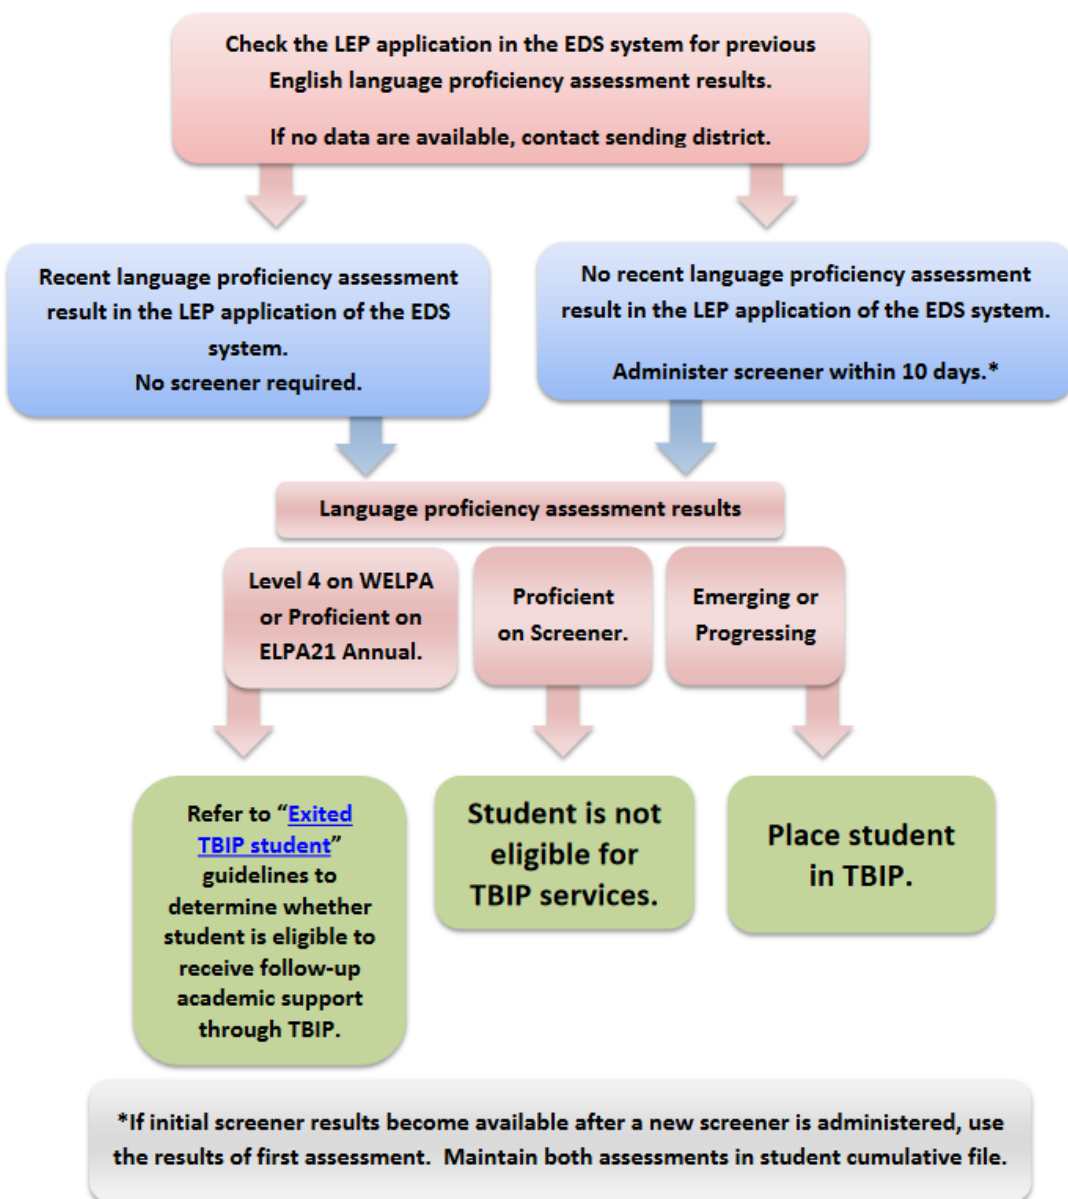 Check the LEP application in the EDS system for previous
English language proficiency assessment results.
If no data are available, contact sending district.
Recent language proficiency assessment
result in the LEP application of the EDS
system.
No screener required.
No recent language proficiency assessment
result in the LEP application of the EDS system.
Administer screener within 10 days.*
Language proficiency assessment results
Level 4 on WELPA
or Proficient on
ELPA21 Annual.
Proficient
on Screener.
Emerging or
Progressing
Refer to “Exited
TBIP student”
guidelines to
determine whether
student is eligible to
receive follow-up
academic support
through TBIP.
Student is not
eligible for
TBIP services.
Place student
in TBIP.
*If initial screener results become available after a new screener is administered, use
the results of first assessment.  Maintain both assessments in student cumulative file.